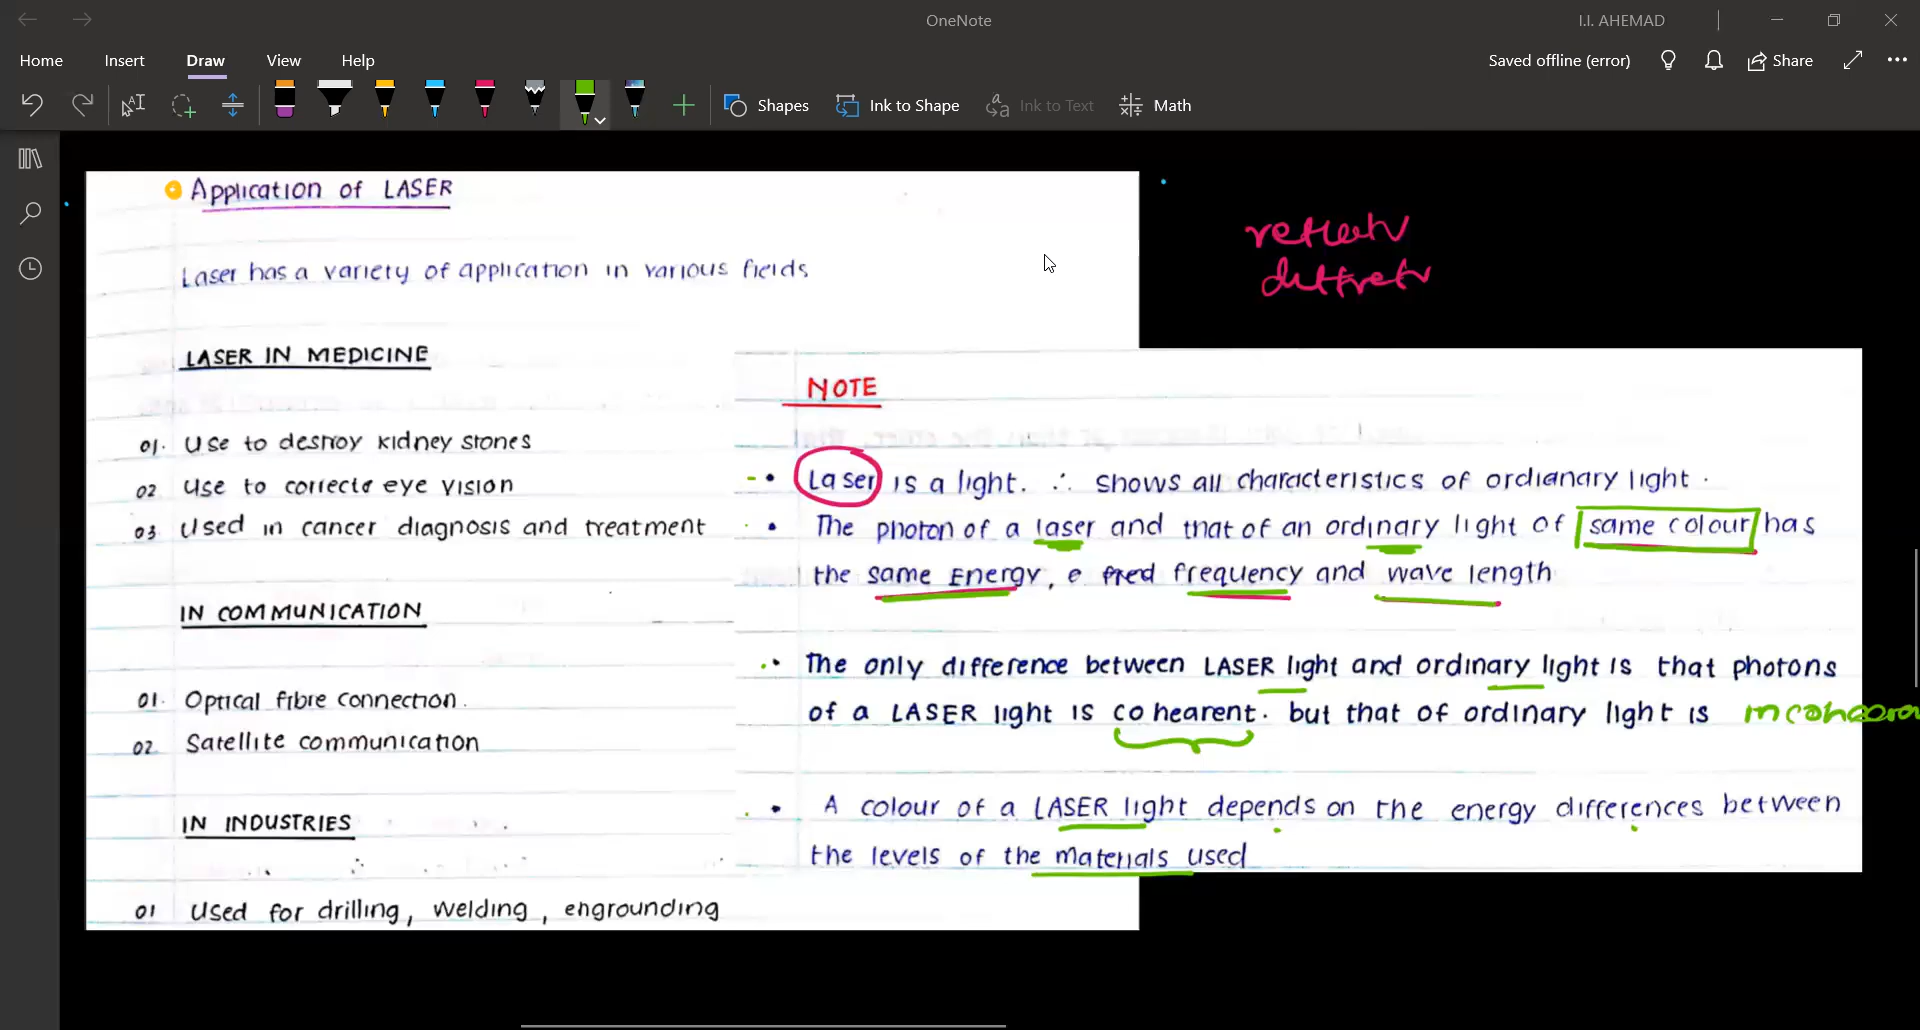 OneNote
I.I. AHEMAD
Home Insert Draw View Help
Saved offline (error) Share
Shapes Ink to Shape Ink to Text Math
Application of LASER
Laser has a variety of application in various fields
LASER IN MEDICINE
01. Use to destroy kidney stones
02 Use to correcte eye vision
03 Used in cancer diagnosis and treatment
IN COMMUNICATION
01. Optical fibre connection.
02. Satellite communication
IN INDUSTRIES
01 Used for drilling, welding, engrounding
NOTE
• Laser is a light. ∴ shows all characteristics of ordianary light.
• The photon of a laser and that of an ordinary light of same colour has
the same Energy, frequency and wave length
• The only difference between LASER light and ordinary light is that photons
of a LASER light is cohearent. but that of ordinary light is
• A colour of a LASER light depends on the energy differences between
the levels of the materials used